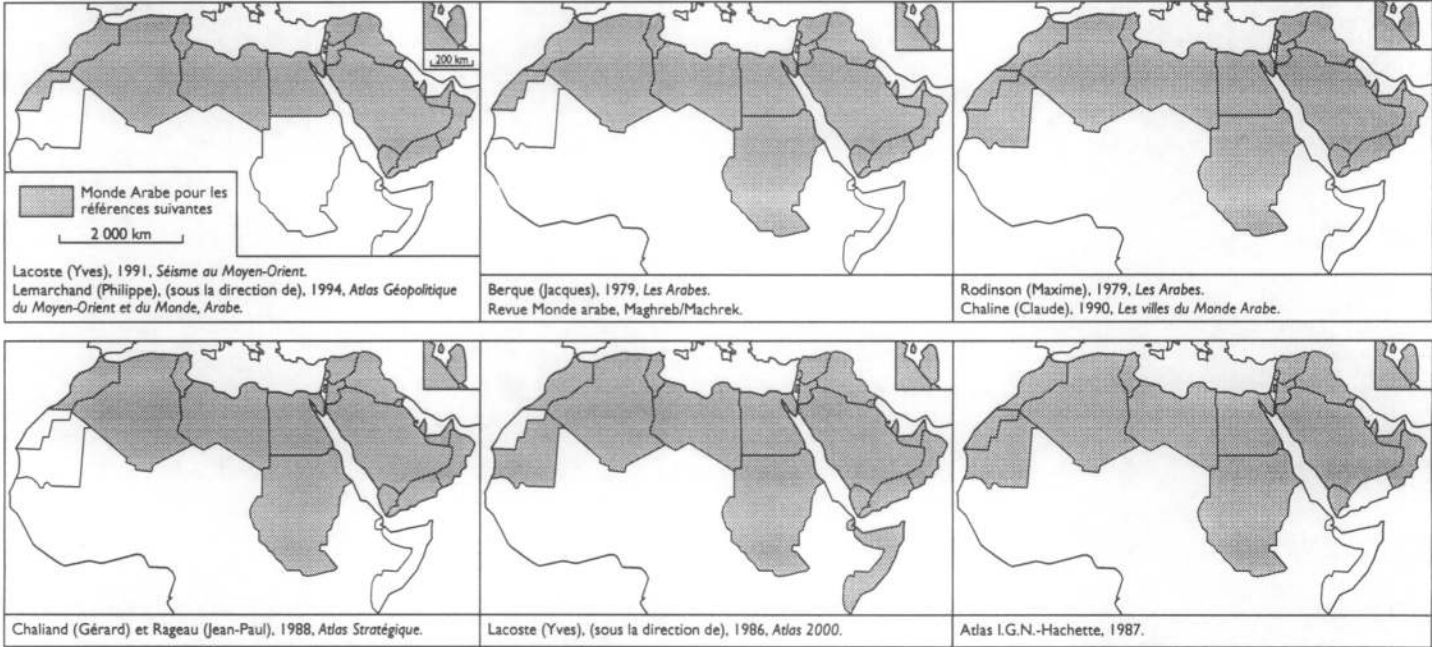 200 km
Monde Arabe pour les
références suivantes
2 000 km
Lacoste (Yves), 1991, Séisme au Moyen-Orient.
Lemarchand (Philippe), (sous la direction de), 1994, Atlas Géopolitique
du Moyen-Orient et du Monde, Arabe.
Berque (Jacques), 1979, Les Arabes.
Revue Monde arabe, Maghreb/Machrek.
Rodinson (Maxime), 1979, Les Arabes.
Chaline (Claude), 1990, Les villes du Monde Arabe.
Chaliand (Gérard) et Rageau (Jean-Paul), 1988, Atlas Stratégique.
Lacoste (Yves), (sous la direction de), 1986, Atlas 2000.
Atlas I.G.N.-Hachette, 1987.